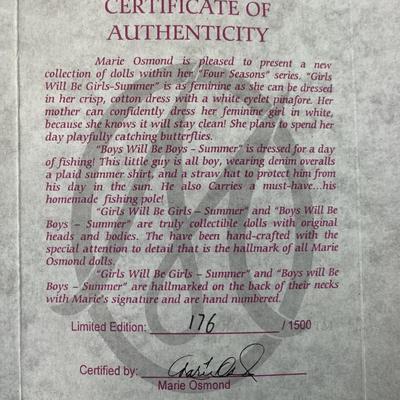 CERTIFICATE OF
AUTHENTICITY
Marie Osmond is pleased to present a new
collection of dolls within her "Four Seasons" series. "Girls
Will Be Girls-Summer" is as feminine as she can be dressed
in her crisp, cotton dress with a white eyelet pinafore. Her
mother can confidently dress her feminine girl in white,
because she knows it will stay clean! She plans to spend her
day playfully catching butterflies.
"Boys Will Be Boys – Summer" is dressed for a day
of fishing! This little guy is all boy, wearing denim overalls
a plaid summer shirt, and a straw hat to protect him from
his day in the sun. He also Carries a must-have...his
homemade fishing pole!
"Girls Will Be Girls – Summer" and "Boys Will Be
Boys – Summer" are truly collectible dolls with original
heads and bodies. The have been hand-crafted with the
special attention to detail that is the hallmark of all Marie
Osmond dolls.
"Girls Will Be Girls – Summer" and "Boys will Be
Boys – Summer" are hallmarked on the back of their necks
with Marie's signature and are hand numbered.
Limited Edition: 176 / 1500
Certified by:
Marie Osmond